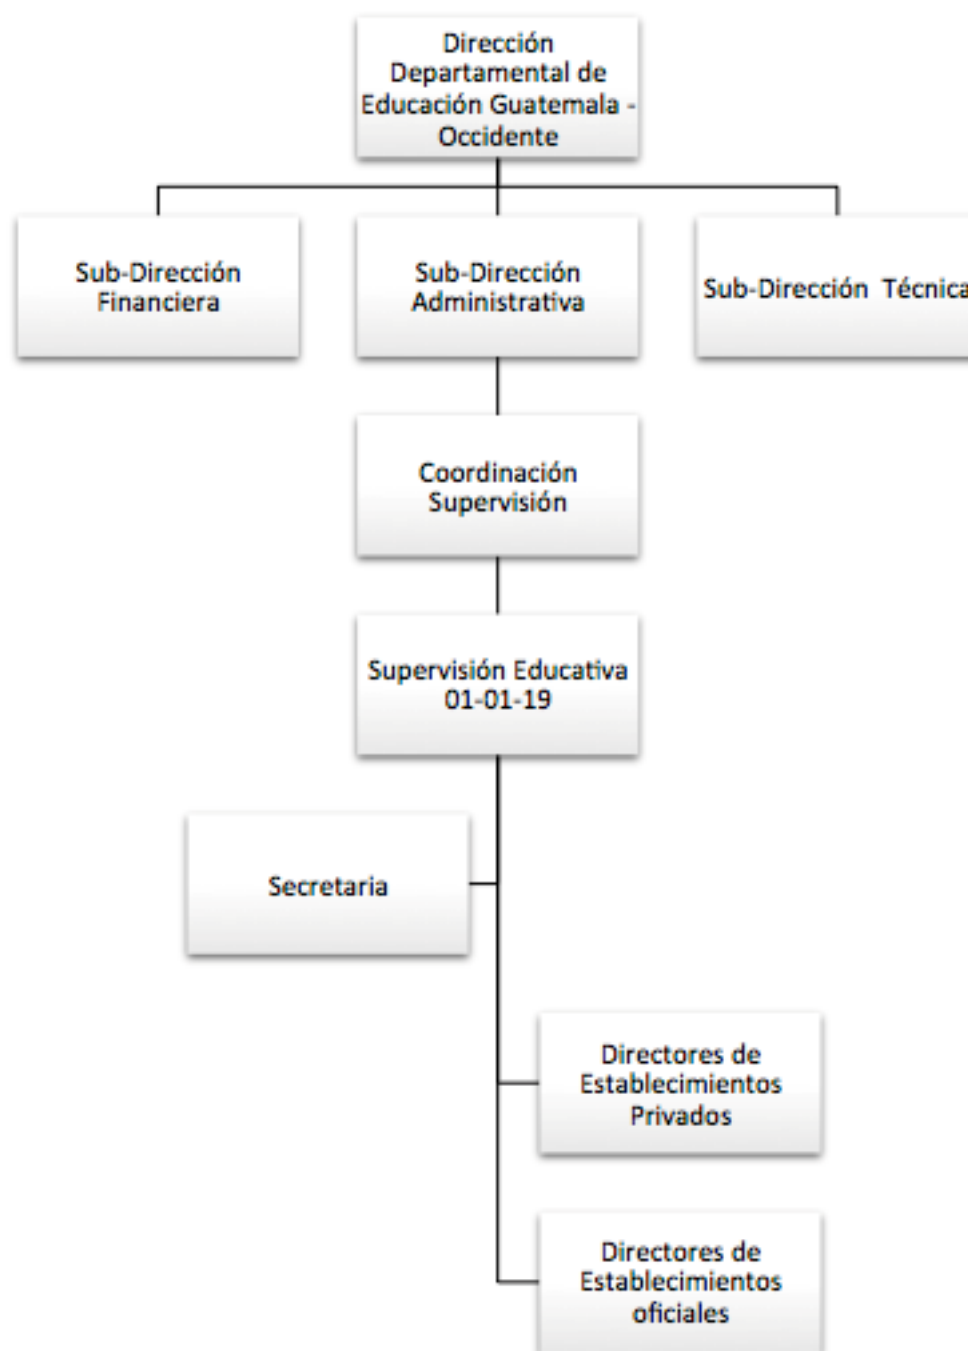 Dirección
Departamental de
Educación Guatemala -
Occidente
Sub-Dirección
Financiera
Sub-Dirección
Administrativa
Sub-Dirección Técnica
Coordinación
Supervisión
Supervisión Educativa
01-01-19
Secretaria
Directores de
Establecimientos
Privados
Directores de
Establecimientos
oficiales